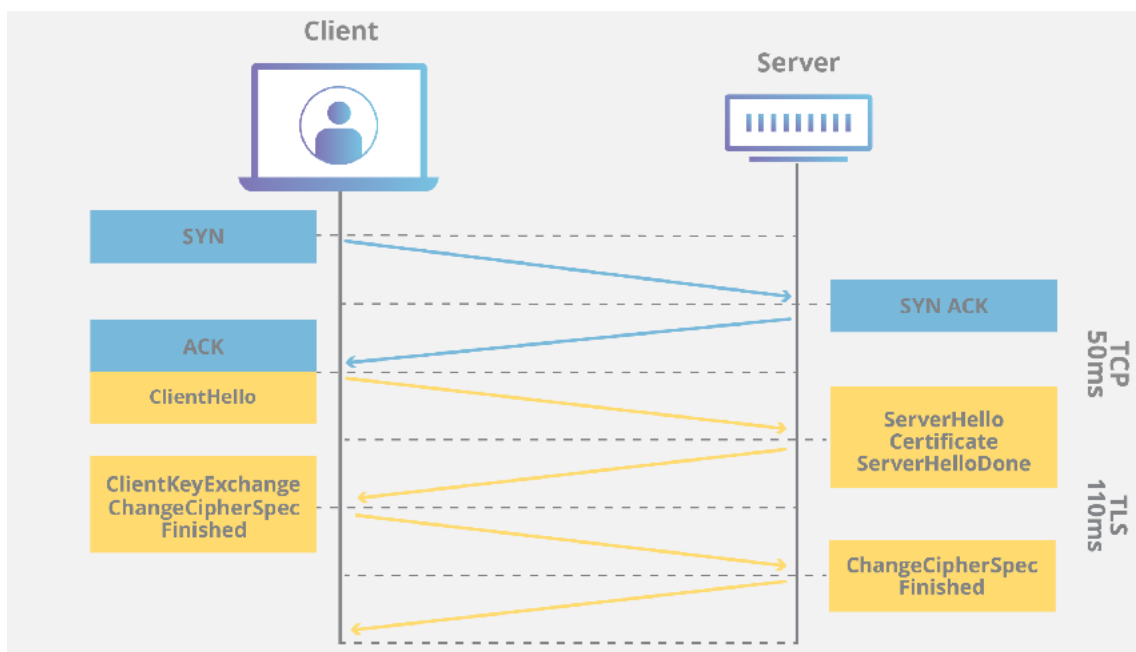 Client
Server
SYN
SYN ACK
ACK
TCP
50ms
ClientHello
ServerHello
Certificate
ServerHelloDone
ClientKeyExchange
ChangeCipherSpec
Finished
TLS
110ms
ChangeCipherSpec
Finished